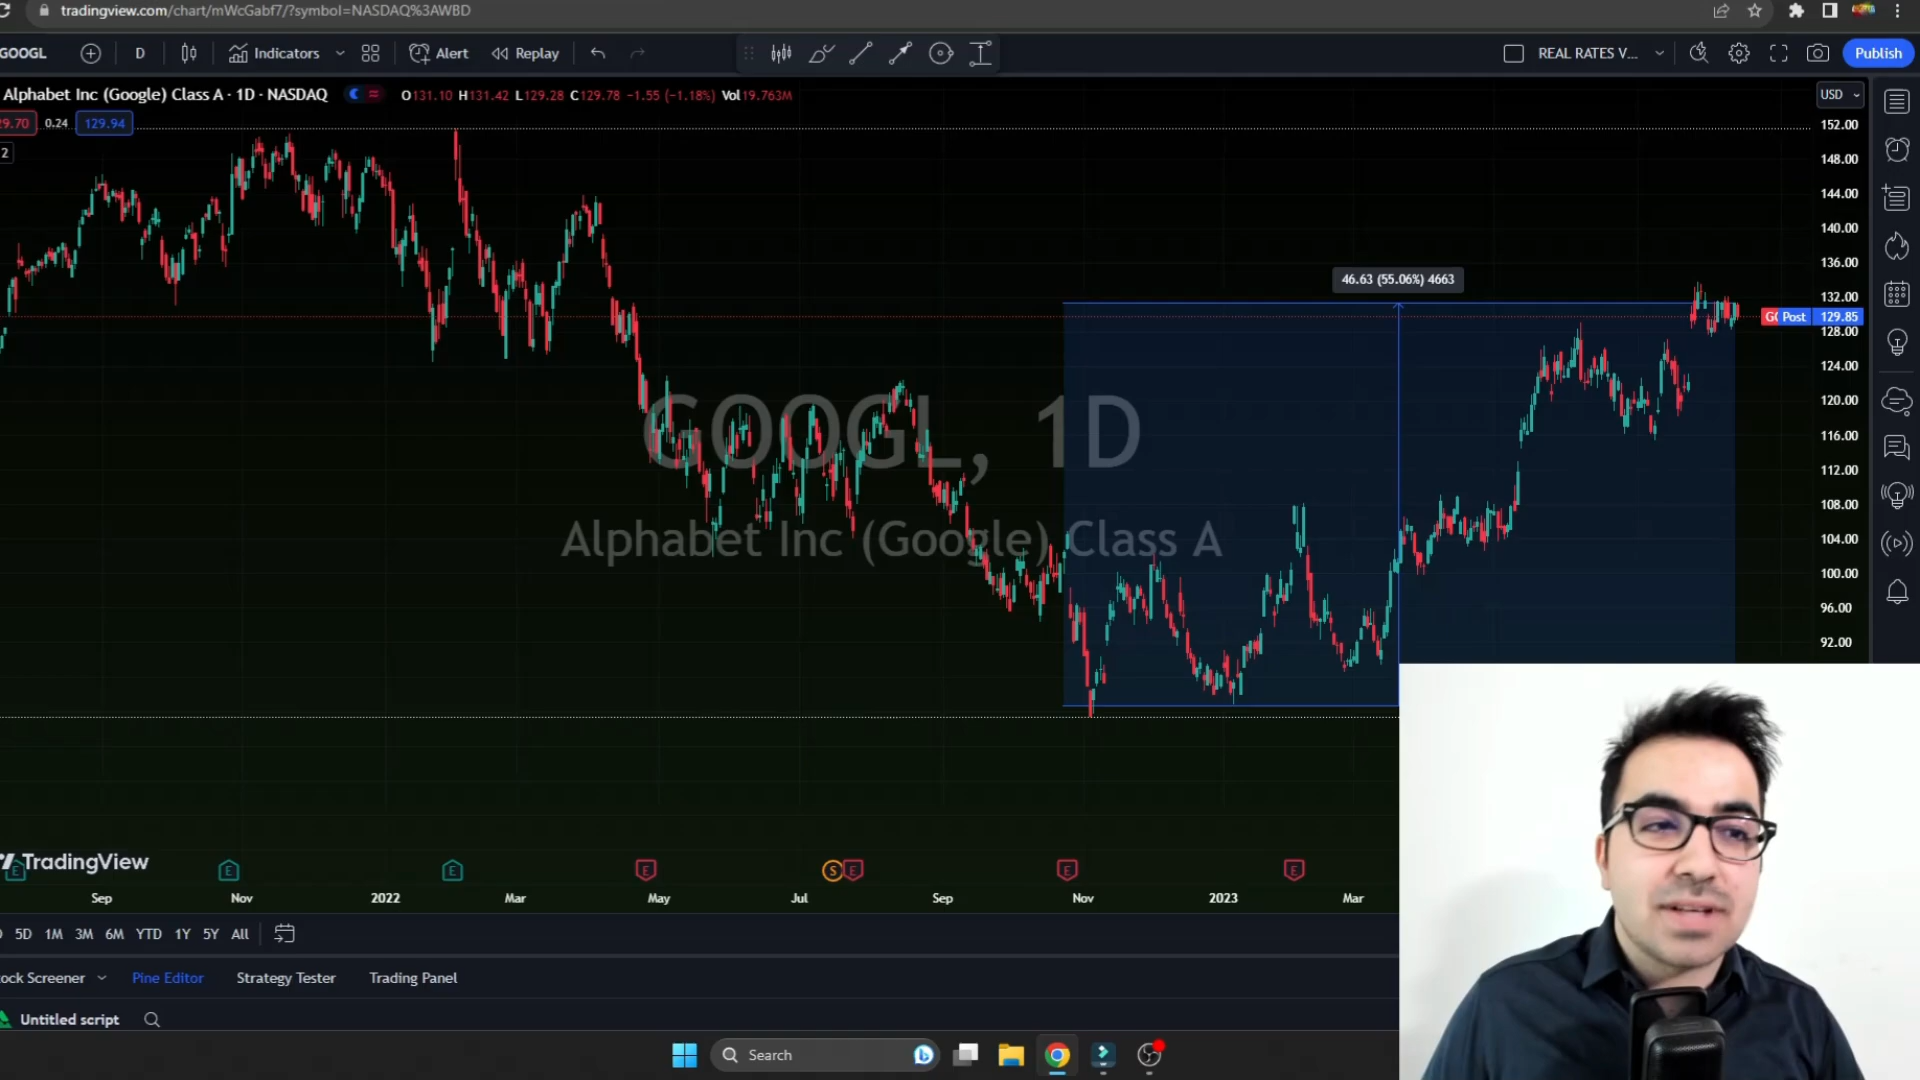 tradingview.com/chart/mWcGabf7/?symbol=NASDAQ%3AWBD
GOOGL D Indicators Alert Replay REAL RATES V... Publish
Alphabet Inc (Google) Class A · 1D · NASDAQ O131.10 H131.42 L129.28 C129.78 −1.55 (−1.18%) Vol19.763M USD
29.70 0.24 129.94
152.00
2
148.00
144.00
140.00
136.00
46.63 (55.06%) 4663
132.00
Post 129.85
128.00
124.00
120.00
116.00
112.00
108.00
104.00
100.00
96.00
92.00
GOOGL, 1D
Alphabet Inc (Google) Class A
TradingView
E E E E S E E E
Sep Nov 2022 Mar May Jul Sep Nov 2023 Mar
5D 1M 3M 6M YTD 1Y 5Y All
ock Screener Pine Editor Strategy Tester Trading Panel
Untitled script
Search